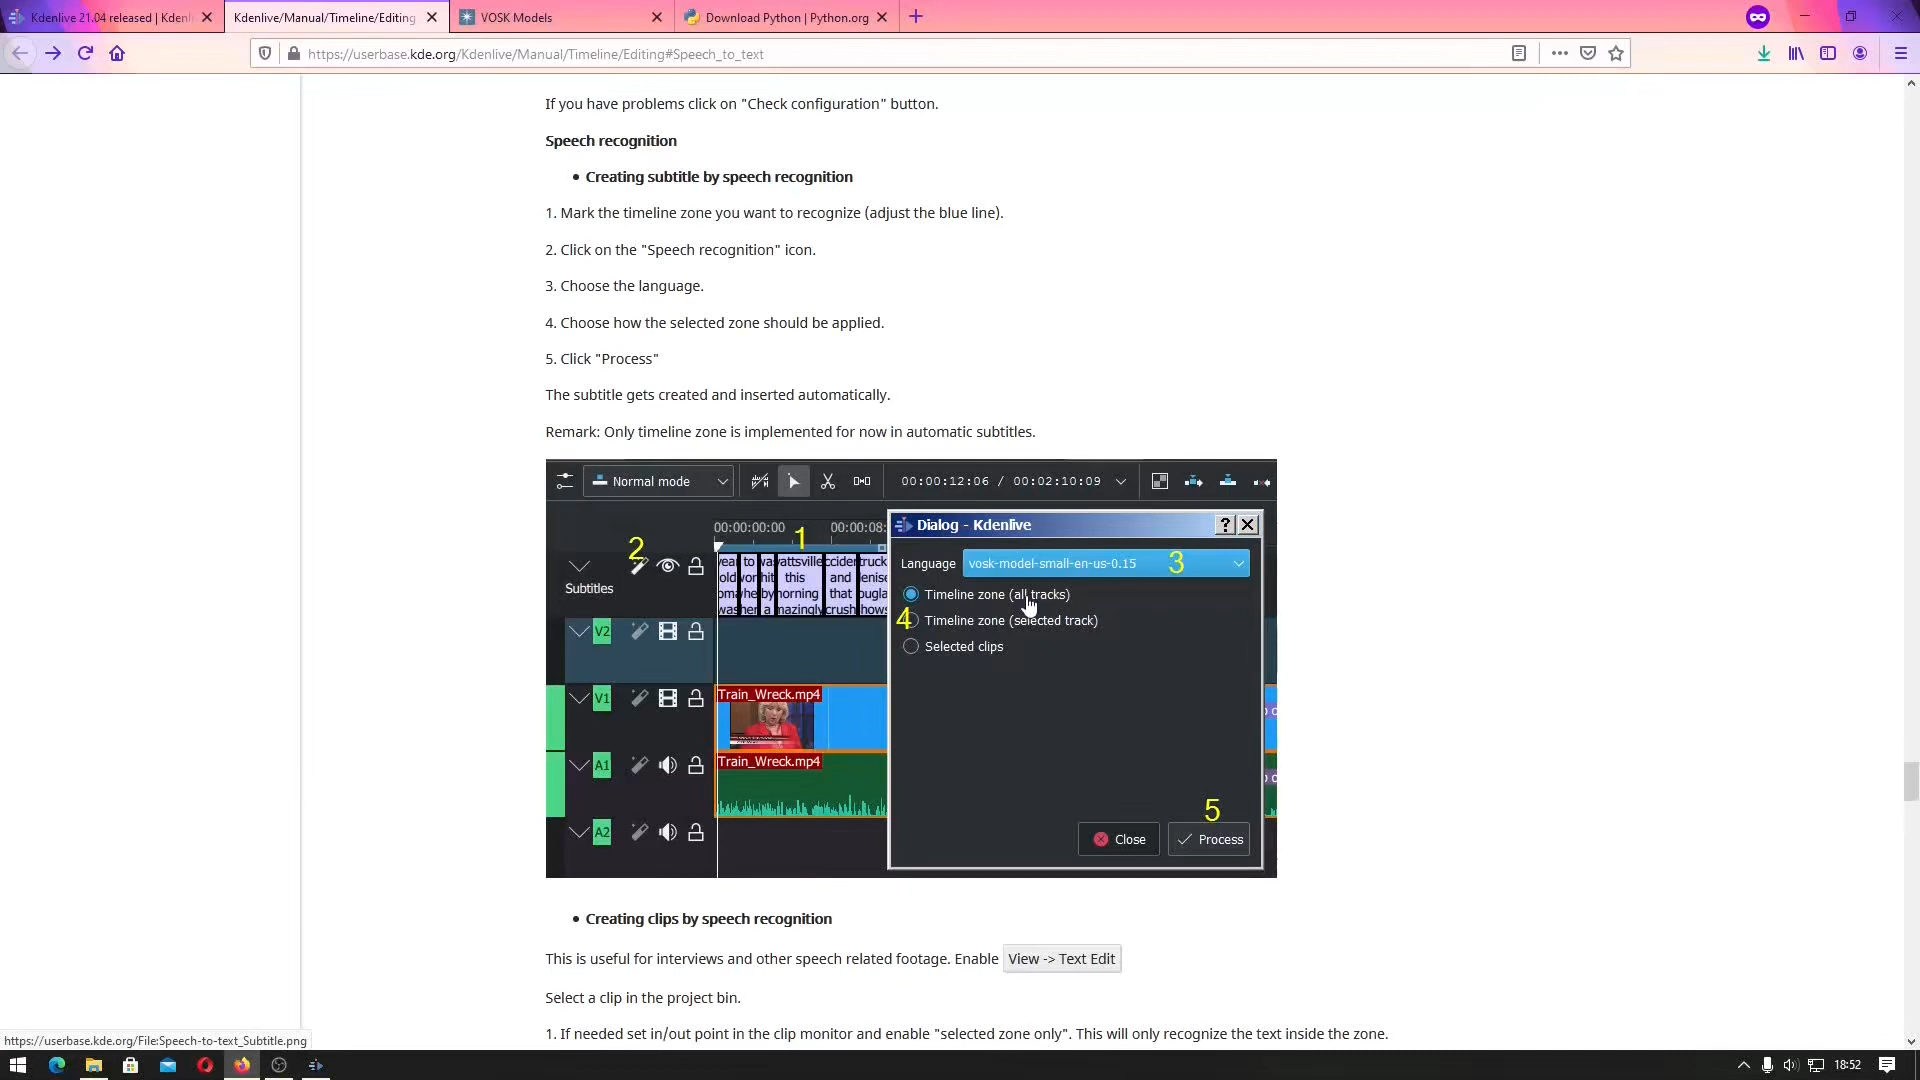 Kdenlive 21.04 released | Kdenli
Kdenlive/Manual/Timeline/Editing
VOSK Models
Download Python | Python.org
https://userbase.kde.org/Kdenlive/Manual/Timeline/Editing#Speech_to_text
If you have problems click on "Check configuration" button.
Speech recognition
• Creating subtitle by speech recognition
1. Mark the timeline zone you want to recognize (adjust the blue line).
2. Click on the "Speech recognition" icon.
3. Choose the language.
4. Choose how the selected zone should be applied.
5. Click "Process"
The subtitle gets created and inserted automatically.
Remark: Only timeline zone is implemented for now in automatic subtitles.
Normal mode
00:00:12:06 / 00:02:10:09
00:00:00:00
1
00:00:08:
Dialog - Kdenlive
2
Language
vosk-model-small-en-us-0.15
3
Subtitles
Timeline zone (all tracks)
4
Timeline zone (selected track)
Selected clips
V2
V1
Train_Wreck.mp4
A1
Train_Wreck.mp4
5
A2
Close
Process
• Creating clips by speech recognition
This is useful for interviews and other speech related footage. Enable View -> Text Edit
Select a clip in the project bin.
1. If needed set in/out point in the clip monitor and enable "selected zone only". This will only recognize the text inside the zone.
https://userbase.kde.org/File:Speech-to-text_Subtitle.png
18:52